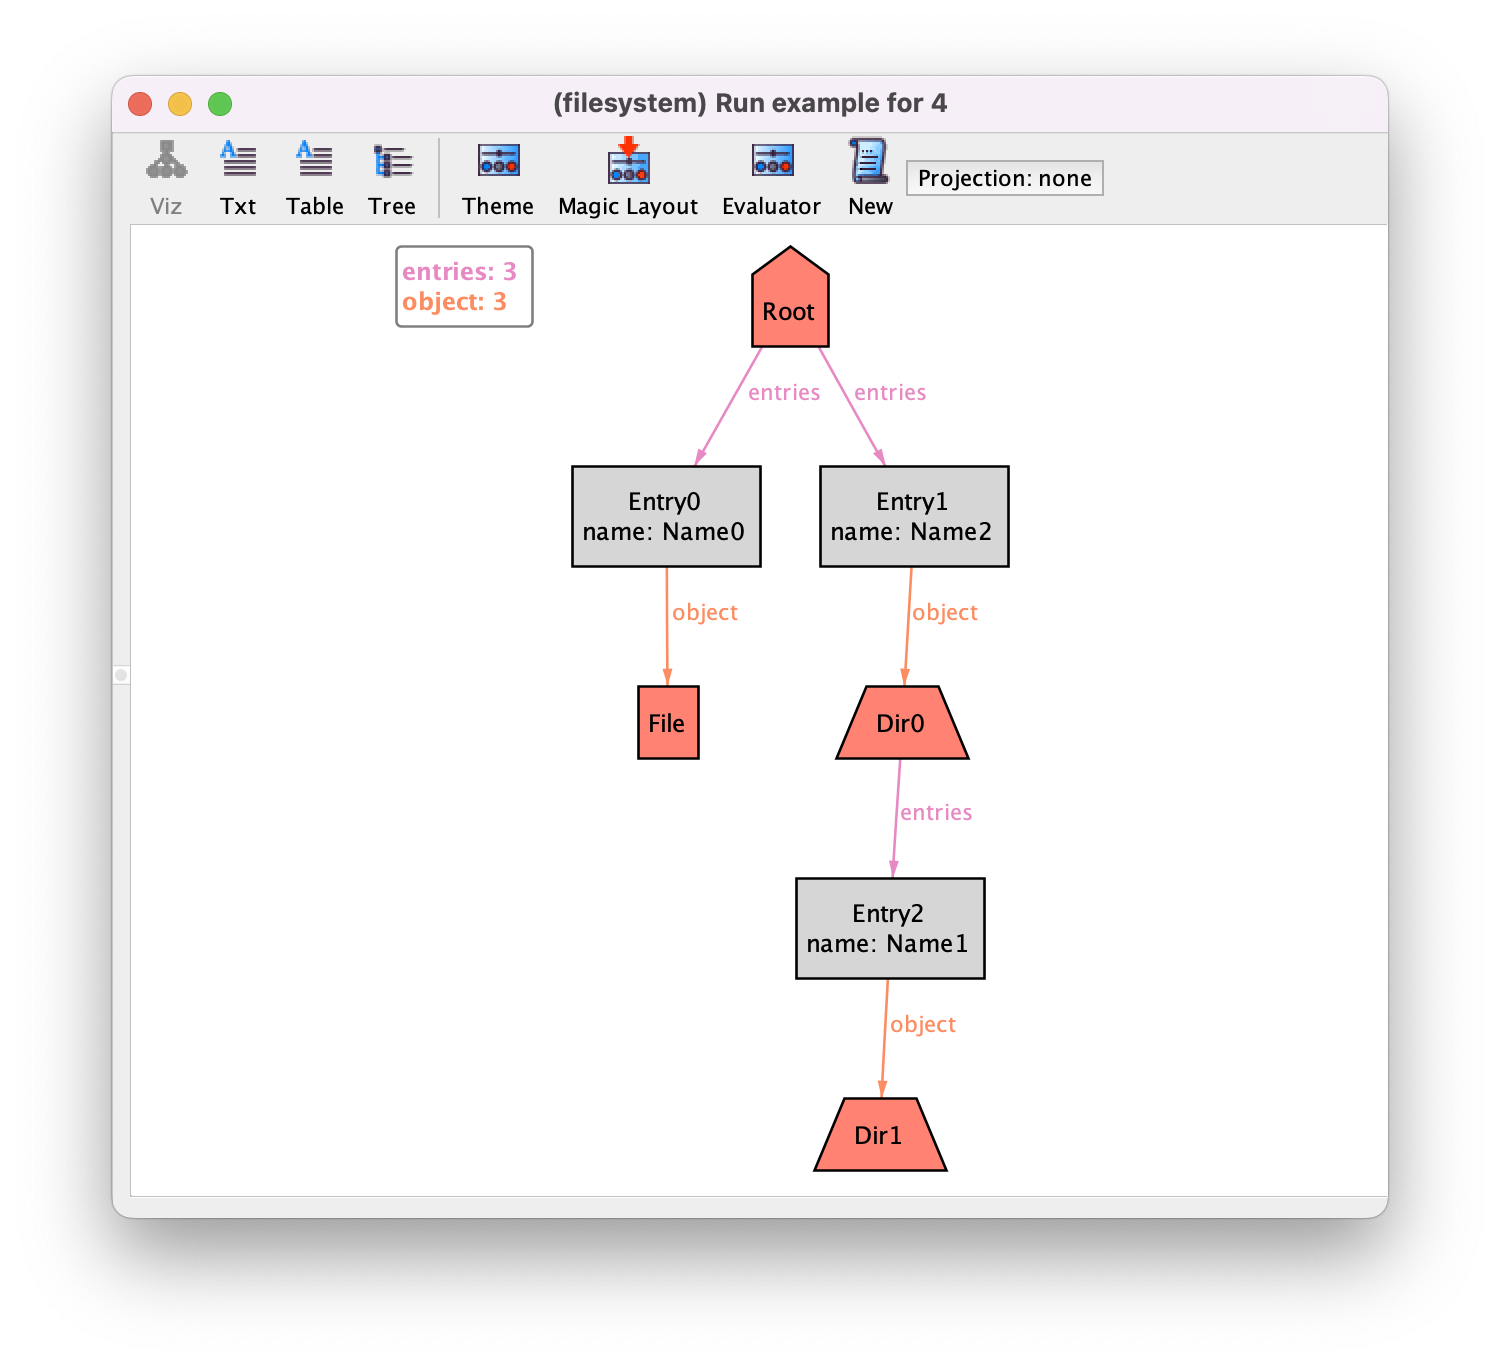 (filesystem) Run example for 4
Viz
Txt
Table
Tree
Theme
Magic Layout
Evaluator
New
Projection: none
entries: 3
object: 3
Root
entries
entries
Entry0
name: Name0
Entry1
name: Name2
object
object
File
Dir0
entries
Entry2
name: Name1
object
Dir1